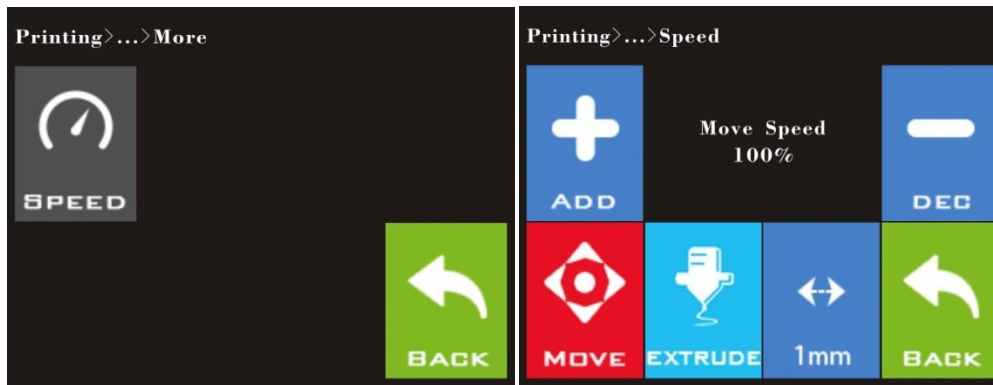 Printing>...>More
SPEED
BACK
Printing>...>Speed
ADD
Move Speed
100%
DEC
MOVE
EXTRUDE
1mm
BACK